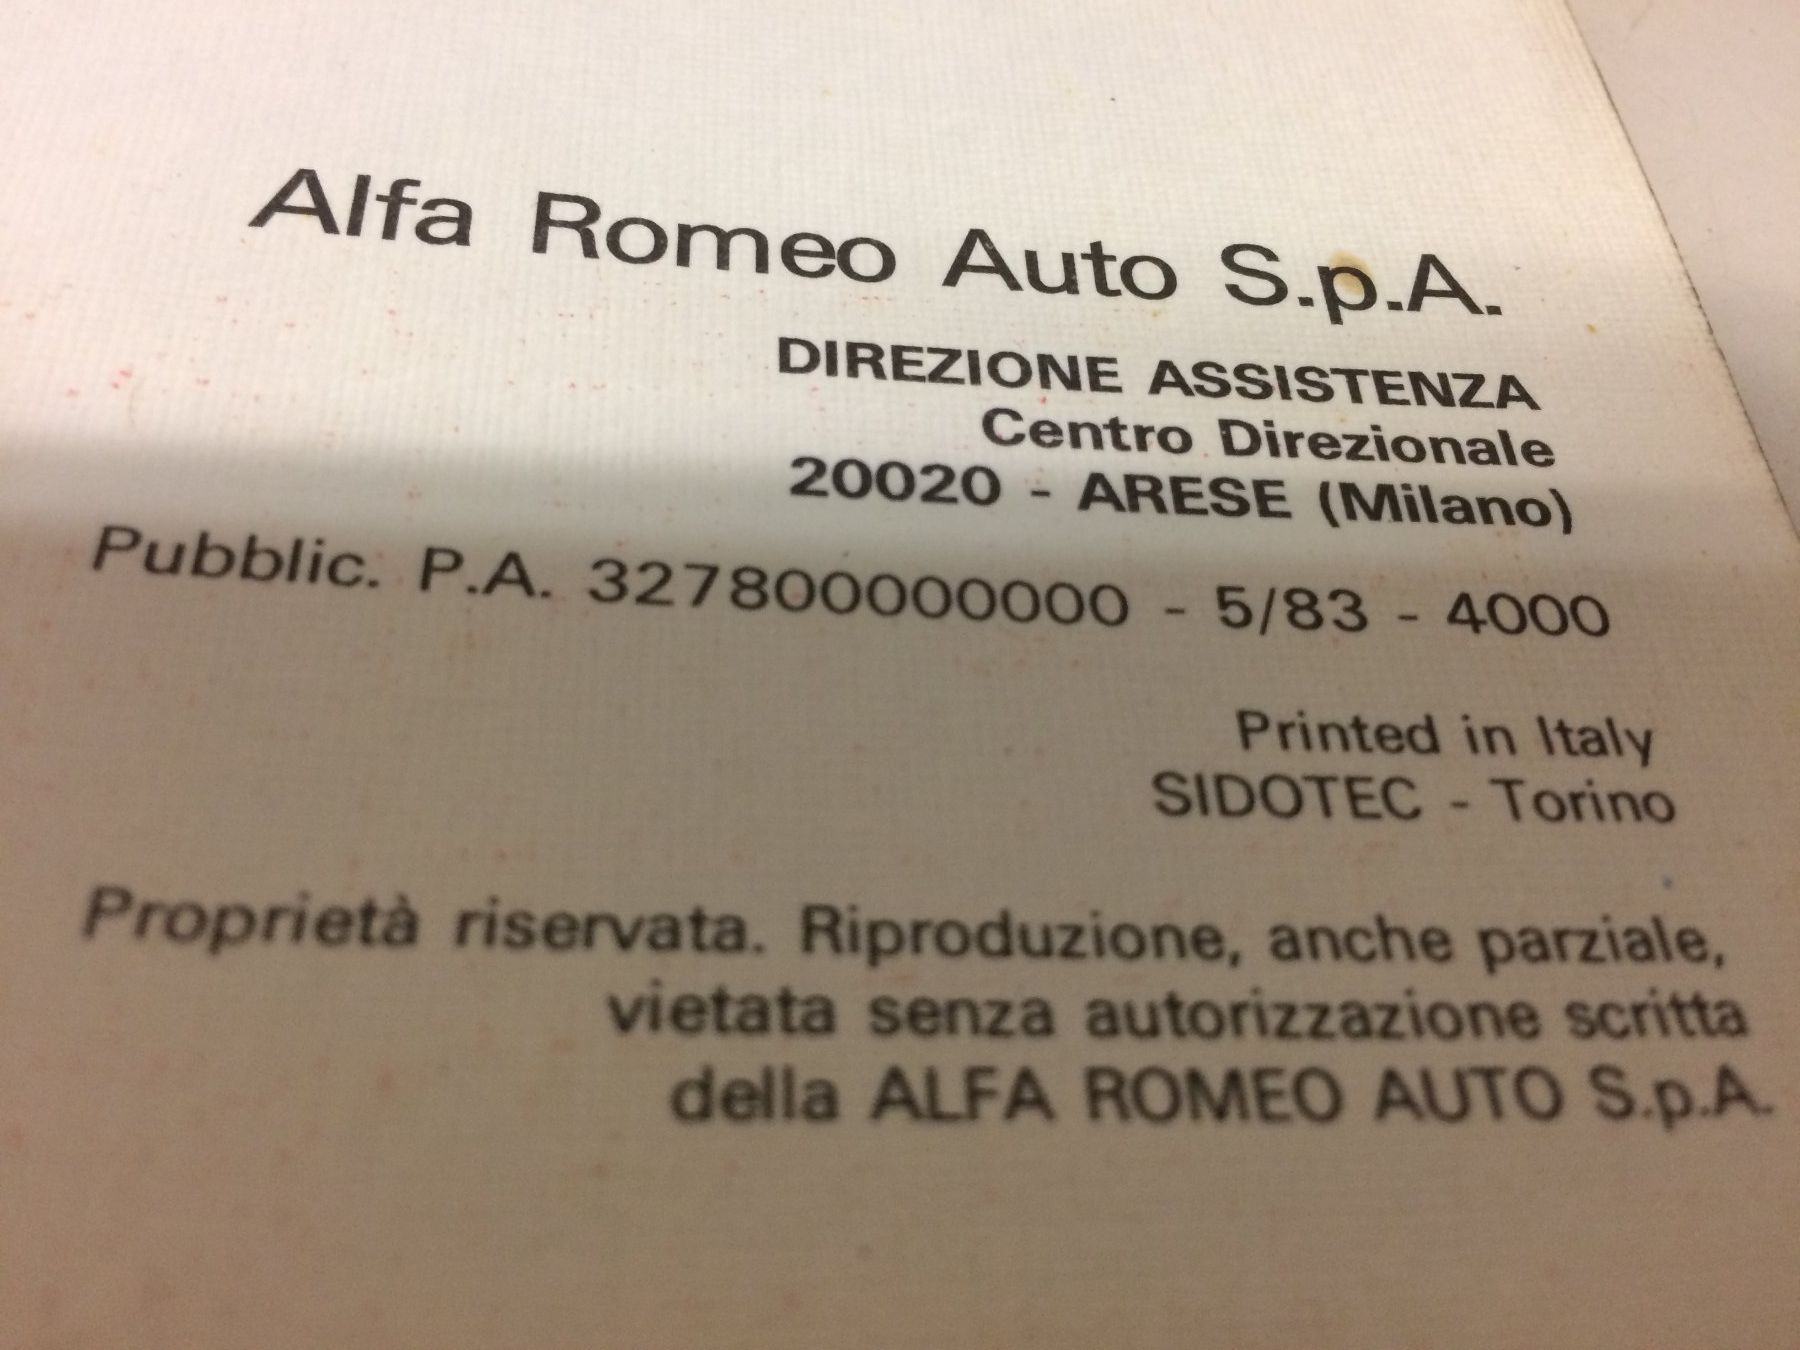 Alfa Romeo Auto S.p.A.
DIREZIONE ASSISTENZA
Centro Direzionale
20020 - ARESE (Milano)
Pubblic. P.A. 327800000000 - 5/83 - 4000
Printed in Italy
SIDOTEC - Torino
Proprietà riservata. Riproduzione, anche parziale,
vietata senza autorizzazione scritta
della ALFA ROMEO AUTO S.p.A.